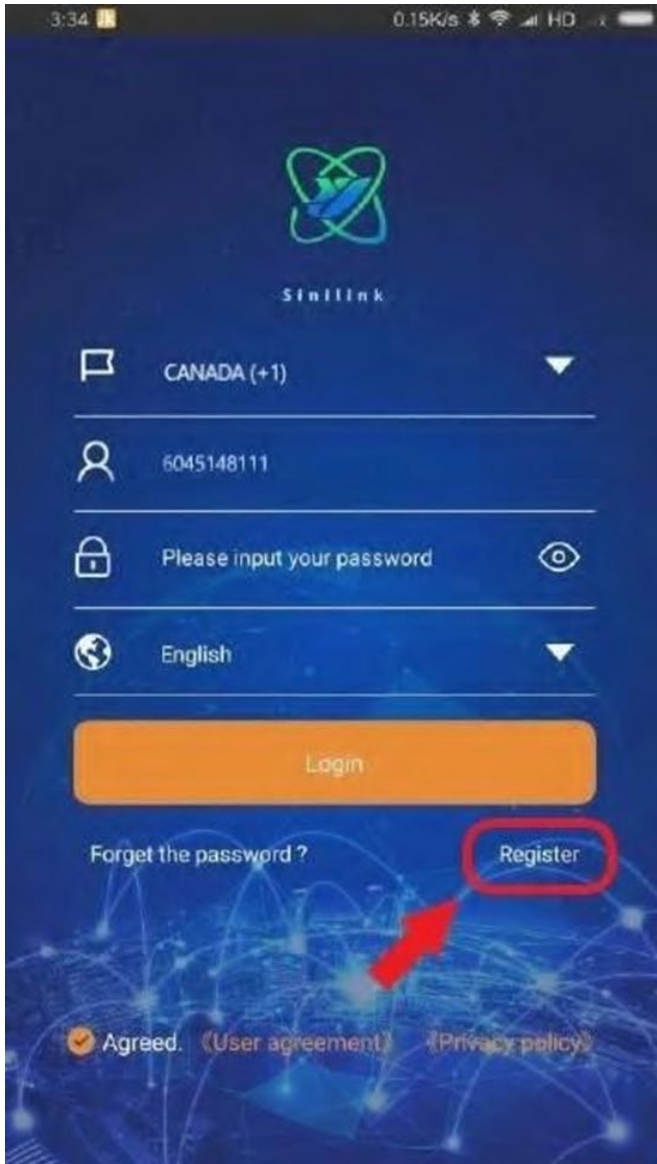 3:34 JK 0.15K/s HD
Sinilink
CANADA (+1)
6045148111
Please input your password
English
Login
Forget the password ? Register
Agreed. 《User agreement》 《Privacy policy》